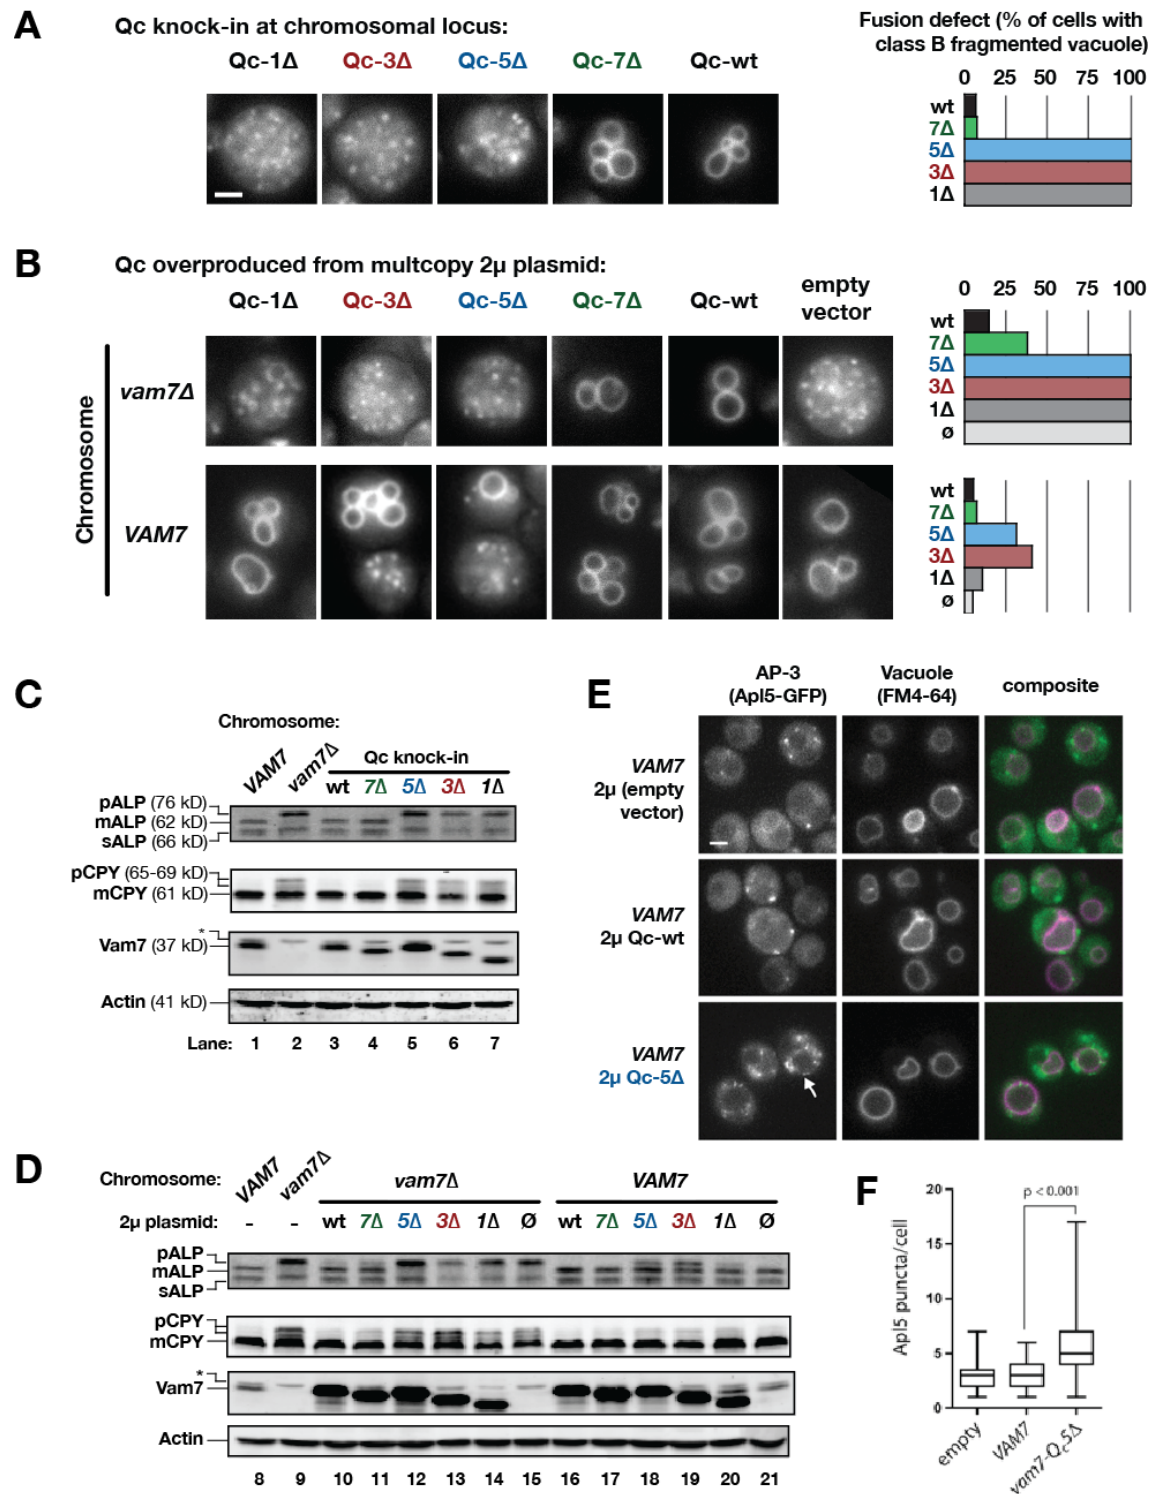 A
Qc knock-in at chromosomal locus:
Qc-1Δ Qc-3Δ Qc-5Δ Qc-7Δ Qc-wt
Fusion defect (% of cells with
class B fragmented vacuole)
0 25 50 75 100
wt
7Δ
5Δ
3Δ
1Δ
B
Qc overproduced from multcopy 2µ plasmid:
Qc-1Δ Qc-3Δ Qc-5Δ Qc-7Δ Qc-wt empty
vector
0 25 50 75 100
Chromosome
vam7Δ
wt
7Δ
5Δ
3Δ
1Δ
ø
VAM7
wt
7Δ
5Δ
3Δ
1Δ
ø
C
Chromosome:
VAM7 vam7Δ Qc knock-in
wt 7Δ 5Δ 3Δ 1Δ
pALP (76 kD)
mALP (62 kD)
sALP (66 kD)
pCPY (65-69 kD)
mCPY (61 kD)
*
Vam7 (37 kD)
Actin (41 kD)
Lane: 1 2 3 4 5 6 7
E
AP-3
(Apl5-GFP)
Vacuole
(FM4-64)
composite
VAM7
2µ (empty
vector)
VAM7
2µ Qc-wt
VAM7
2µ Qc-5Δ
D
Chromosome: VAM7 vam7Δ vam7Δ VAM7
2µ plasmid: - - wt 7Δ 5Δ 3Δ 1Δ Ø wt 7Δ 5Δ 3Δ 1Δ Ø
pALP
mALP
sALP
pCPY
mCPY
*
Vam7
Actin
8 9 10 11 12 13 14 15 16 17 18 19 20 21
F
Apl5 puncta/cell
20
15
10
5
0
p < 0.001
empty
VAM7
vam7-Qc5Δ